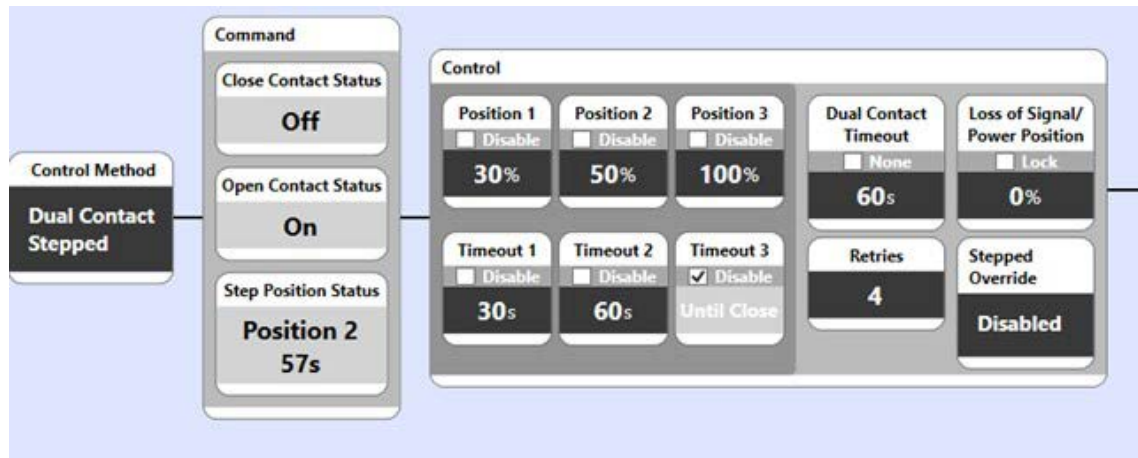 Control Method
Dual Contact
Stepped
Command
Close Contact Status
Off
Open Contact Status
On
Step Position Status
Position 2
57s
Control
Position 1
Disable
30%
Position 2
Disable
50%
Position 3
Disable
100%
Timeout 1
Disable
30s
Timeout 2
Disable
60s
Timeout 3
Disable
Until Close
Dual Contact
Timeout
None
60s
Loss of Signal/
Power Position
Lock
0%
Retries
4
Stepped
Override
Disabled